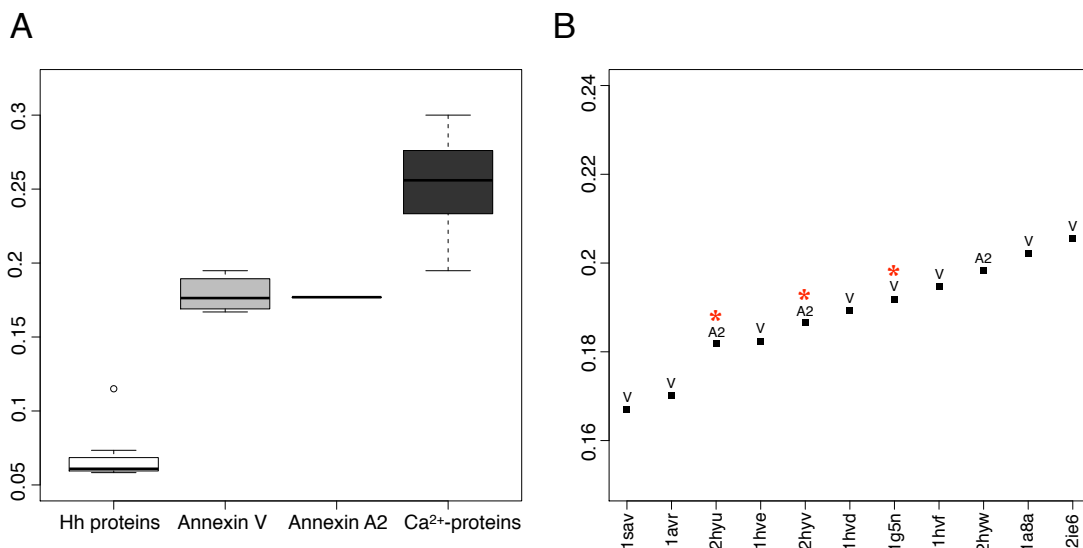 A
0.3
0.25
0.2
0.15
0.1
0.05
Hh proteins Annexin V Annexin A2 Ca²⁺-proteins
B
0.24
0.22
0.2
0.18
0.16
V
V
*
A2
V
*
A2
V
*
V
V
A2
V
V
1sav
1avr
2hyu
1hve
2hyv
1hvd
1g5n
1hvf
2hyw
1a8a
2ie6